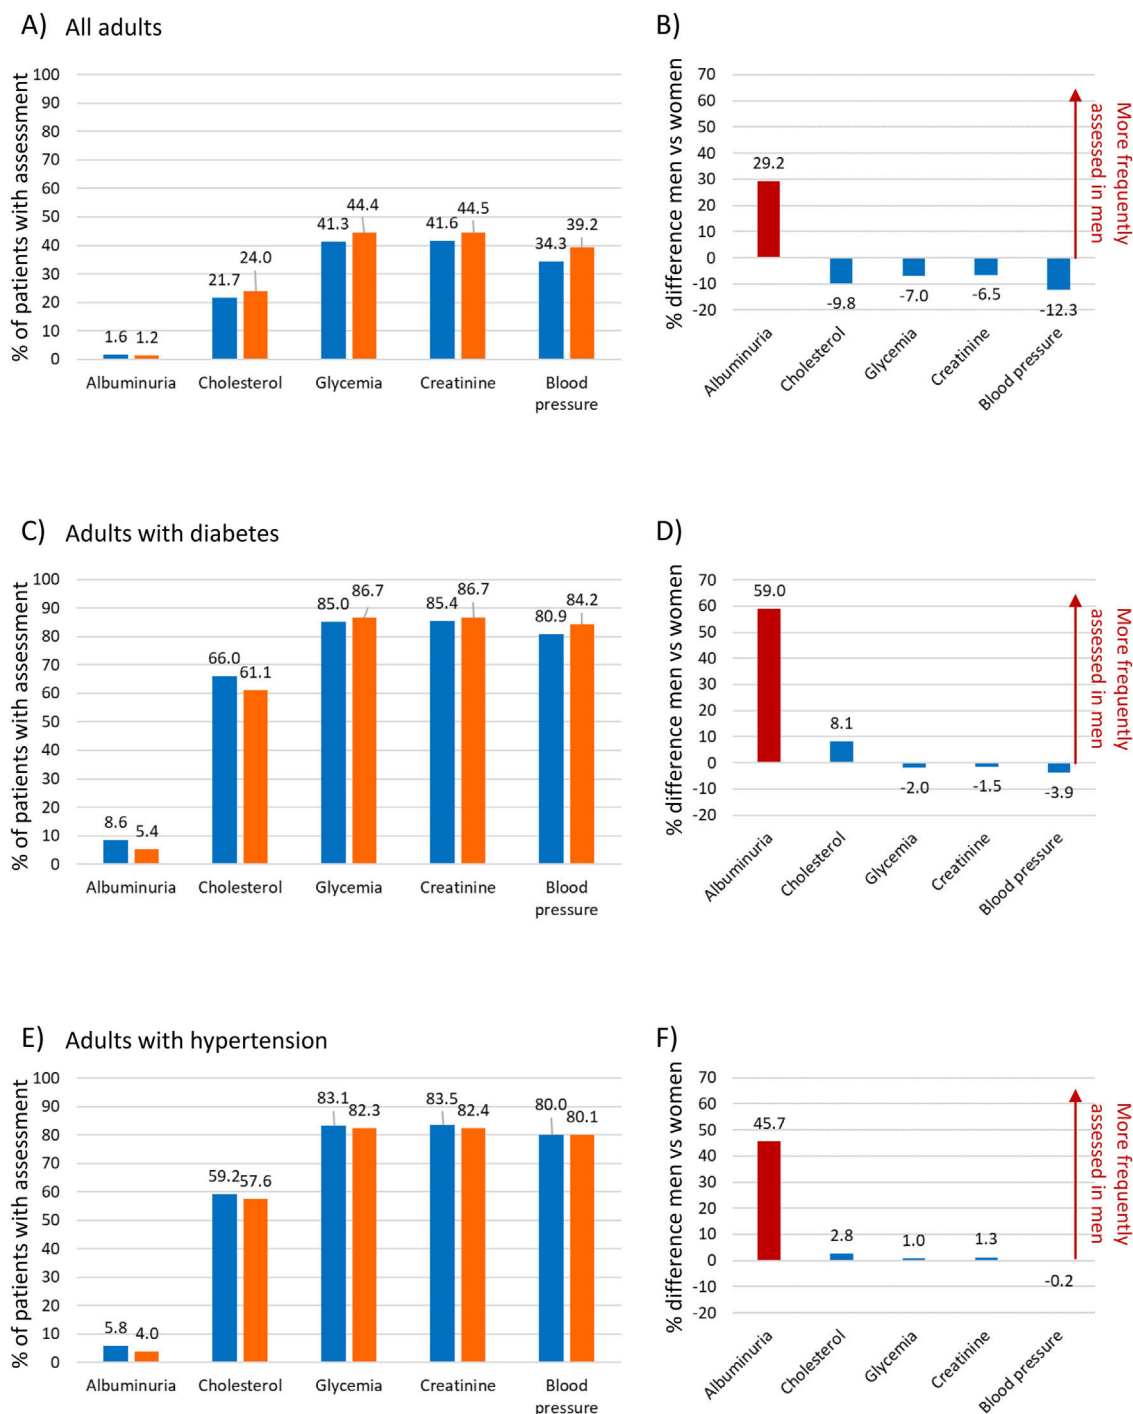 A) All adults
% of patients with assessment
100
90
80
70
60
50
40
30
20
10
0
1.6 1.2
21.7 24.0
41.3 44.4
41.6 44.5
34.3 39.2
Albuminuria Cholesterol Glycemia Creatinine Blood
pressure
B)
% difference men vs women
70
60
50
40
30
20
10
0
-10
-20
29.2
-9.8
-7.0
-6.5
-12.3
Albuminuria
Cholesterol
Glycemia
Creatinine
Blood pressure
More frequently
assessed in men
C) Adults with diabetes
% of patients with assessment
100
90
80
70
60
50
40
30
20
10
0
8.6 5.4
66.0 61.1
85.0 86.7
85.4 86.7
80.9 84.2
Albuminuria Cholesterol Glycemia Creatinine Blood
pressure
D)
% difference men vs women
70
60
50
40
30
20
10
0
-10
-20
59.0
8.1
-2.0
-1.5
-3.9
Albuminuria
Cholesterol
Glycemia
Creatinine
Blood pressure
More frequently
assessed in men
E) Adults with hypertension
% of patients with assessment
100
90
80
70
60
50
40
30
20
10
0
5.8 4.0
59.2 57.6
83.1 82.3
83.5 82.4
80.0 80.1
Albuminuria Cholesterol Glycemia Creatinine Blood
pressure
F)
% difference men vs women
70
60
50
40
30
20
10
0
-10
-20
45.7
2.8
1.0
1.3
-0.2
Albuminuria
Cholesterol
Glycemia
Creatinine
Blood pressure
More frequently
assessed in men